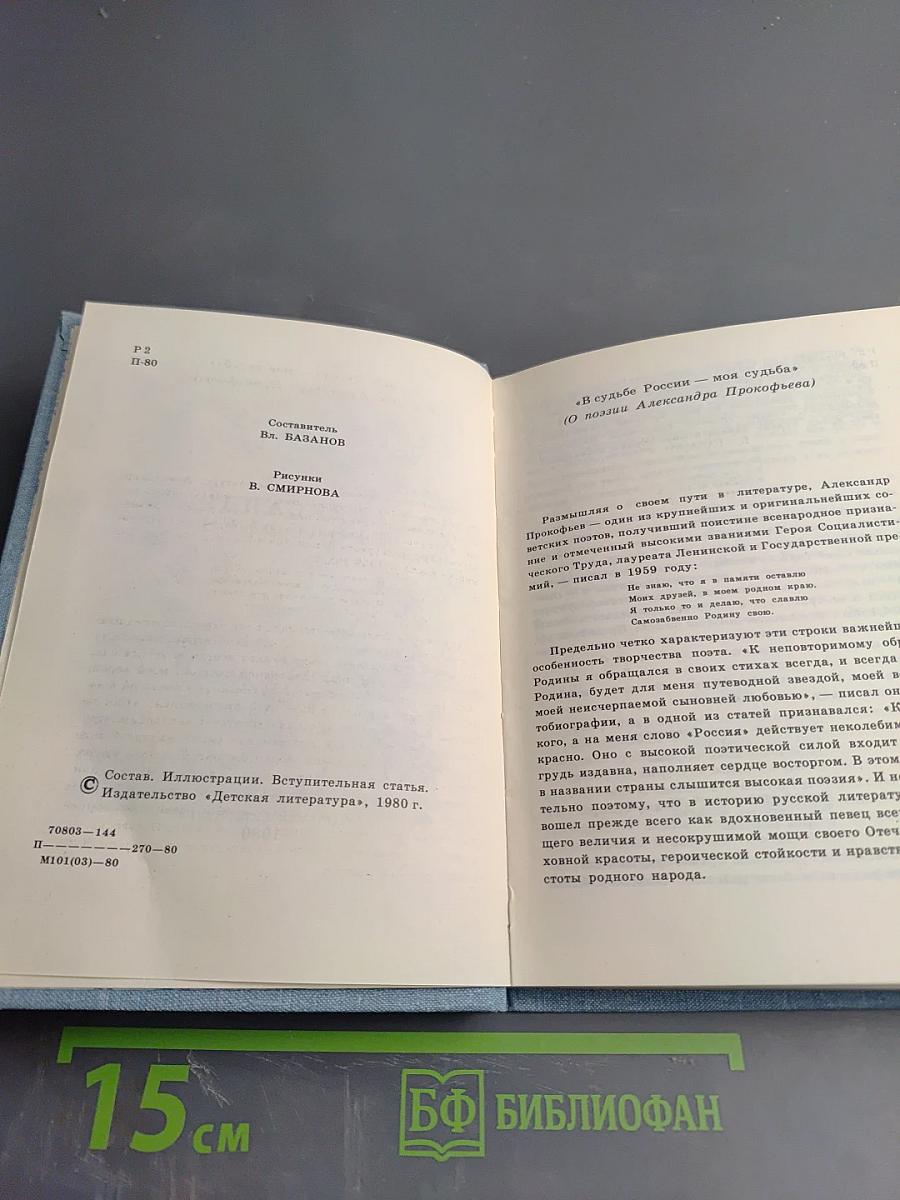 Р 2
П-80
Составитель
Вл. БАЗАНОВ
Рисунки
В. СМИРНОВА
© Состав. Иллюстрации. Вступительная статья.
Издательство «Детская литература», 1980 г.
70803—144
П———————270—80
М101(03)—80
«В судьбе России — моя судьба»
(О поэзии Александра Прокофьева)
Размышляя о своем пути в литературе, Александр
Прокофьев — один из крупнейших и оригинальнейших со-
ветских поэтов, получивший поистине всенародное призна-
ние и отмеченный высокими званиями Героя Социалисти-
ческого Труда, лауреата Ленинской и Государственной пре-
мий, — писал в 1959 году:
Не знаю, что я в памяти оставлю
Моих друзей, в моем родном краю.
Я только то и делаю, что славлю
Самозабвенно Родину свою.
Предельно четко характеризуют эти строки важнейш
особенность творчества поэта. «К неповторимому обр
Родины я обращался в своих стихах всегда, и всегда
Родина, будет для меня путеводной звездой, моей в
моей неисчерпаемой сыновней любовью», — писал он
тобиографии, а в одной из статей признавался: «К
кого, а на меня слово «Россия» действует неколебим
красно. Оно с высокой поэтической силой входит
грудь издавна, наполняет сердце восторгом. В этом
в названии страны слышится высокая поэзия». И н
тельно поэтому, что в историю русской литерату
вошел прежде всего как вдохновенный певец все
щего величия и несокрушимой мощи своего Отеч
ховной красоты, героической стойкости и нравств
стоты родного народа.
15 см
БФ БИБЛИОФАН